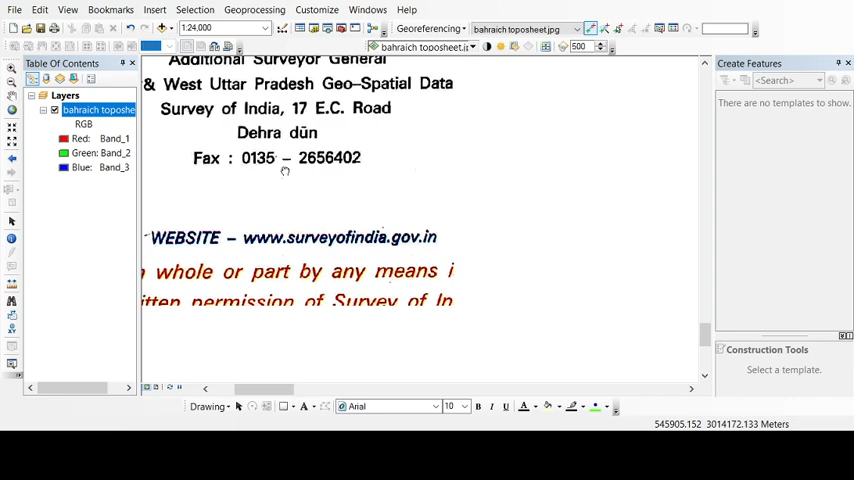 File Edit View Bookmarks Insert Selection Geoprocessing Customize Windows Help
1:24,000
Georeferencing
bahraich toposheet.jpg
bahraich toposheet.j
500
Table Of Contents
Layers
bahraich toposhe
RGB
Red: Band_1
Green: Band_2
Blue: Band_3
Additional Surveyor General
& West Uttar Pradesh Geo–Spatial Data
Survey of India, 17 E.C. Road
Dehra dūn
Fax : 0135 – 2656402
WEBSITE – www.surveyofindia.gov.in
whole or part by any means i
itten permission of Survey of In
Create Features
<Search>
There are no templates to show.
Construction Tools
Select a template.
Drawing
A
Arial
10
B I U A
545905.152 3014172.133 Meters